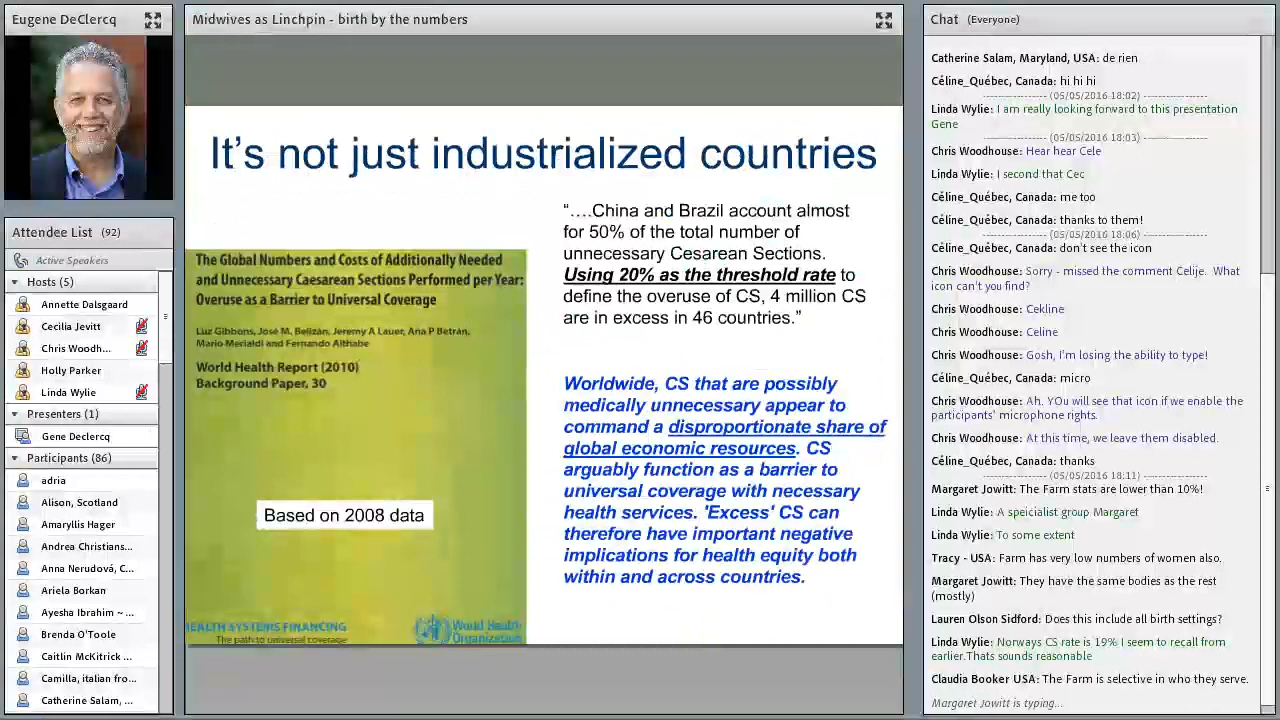 Eugene DeClercq
Attendee List (92)
Active Speakers
Hosts (5)
Annette Dalsgaard
Cecilia Jevitt
Chris Woodh...
Holly Parker
Linda Wylie
Presenters (1)
Gene Declercq
Participants (86)
adria
Alison, Scotland
Amaryllis Hager
Andrea Christians...
Anna Nerudová, C...
Ariela Borkan
Ayesha Ibrahim ~ ...
Brenda O'Toole
Caitlin McKitrick ...
Camilla, italian fro...
Catherine Salam, ...
Midwives as Linchpin - birth by the numbers
It's not just industrialized countries
The Global Numbers and Costs of Additionally Needed
and Unnecessary Caesarean Sections Performed per Year:
Overuse as a Barrier to Universal Coverage
Luz Gibbons, José M. Belizán, Jeremy A Lauer, Ana P Betrán,
Mario Merialdi and Fernando Althabe
World Health Report (2010)
Background Paper, 30
Based on 2008 data
HEALTH SYSTEMS FINANCING
The path to universal coverage
World Health
Organization
“….China and Brazil account almost
for 50% of the total number of
unnecessary Cesarean Sections.
Using 20% as the threshold rate to
define the overuse of CS, 4 million CS
are in excess in 46 countries.”
Worldwide, CS that are possibly
medically unnecessary appear to
command a disproportionate share of
global economic resources. CS
arguably function as a barrier to
universal coverage with necessary
health services. 'Excess' CS can
therefore have important negative
implications for health equity both
within and across countries.
Chat (Everyone)
Catherine Salam, Maryland, USA: de rien
Céline_Québec, Canada: hi hi hi
------------------ (05/05/2016 18:02) ------------------
Linda Wylie: I am really looking forward to this presentation
Gene
------------------ (05/05/2016 18:03) ------------------
Chris Woodhouse: Hear hear Cele
Linda Wylie: I second that Cec
Céline_Québec, Canada: me too
Céline_Québec, Canada: thanks to them!
------------------ (05/05/2016 18:06) ------------------
Céline_Québec, Canada: don't see the icon
Chris Woodhouse: Sorry - missed the comment Celije. What
icon can't you find?
Chris Woodhouse: Cekline
Chris Woodhouse: Celine
Chris Woodhouse: Gosh, I'm losing the ability to type!
Céline_Québec, Canada: micro
Chris Woodhouse: Ah. YOu will see that icon if we enable the
participants' microphone rights.
Chris Woodhouse: At this time, we leave them disabled.
Céline_Québec, Canada: thanks
------------------ (05/05/2016 18:11) ------------------
Margaret Jowitt: The Farm stats are lower than 10%!
Linda Wylie: A speicialist group Margaret
Linda Wylie: To some extent
Tracy - USA: Farm has very low numbers of women also.
Margaret Jowitt: They have the same bodies as the rest
(mostly)
Lauren Olson Sidford: Does this include all birth settings?
Linda Wylie: Norways CS rate is 19% I seem to recall from
earlier.Thats sounds reasonable
Claudia Booker USA: The Farm is selective in who they serve.
Margaret Jowitt is typing...